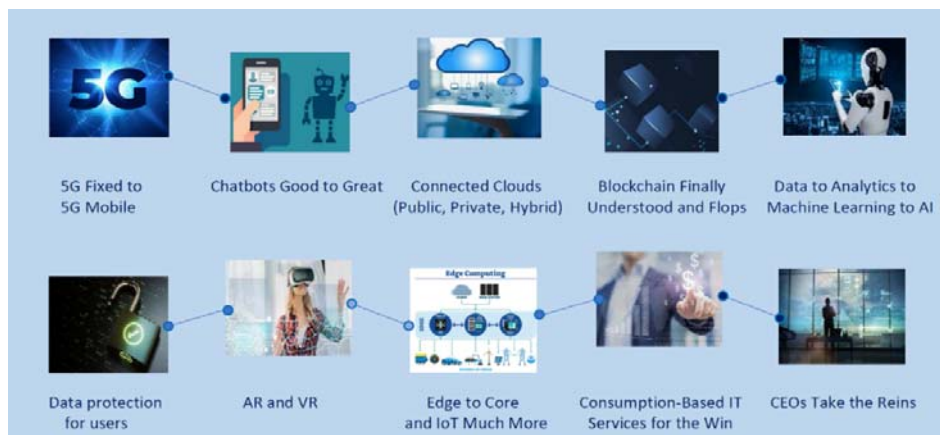 5G
5G Fixed to
5G Mobile
Chatbots Good to Great
Connected Clouds
(Public, Private, Hybrid)
Blockchain Finally
Understood and Flops
Data to Analytics to
Machine Learning to AI
Edge Computing
Data protection
for users
AR and VR
Edge to Core
and IoT Much More
Consumption-Based IT
Services for the Win
CEOs Take the Reins